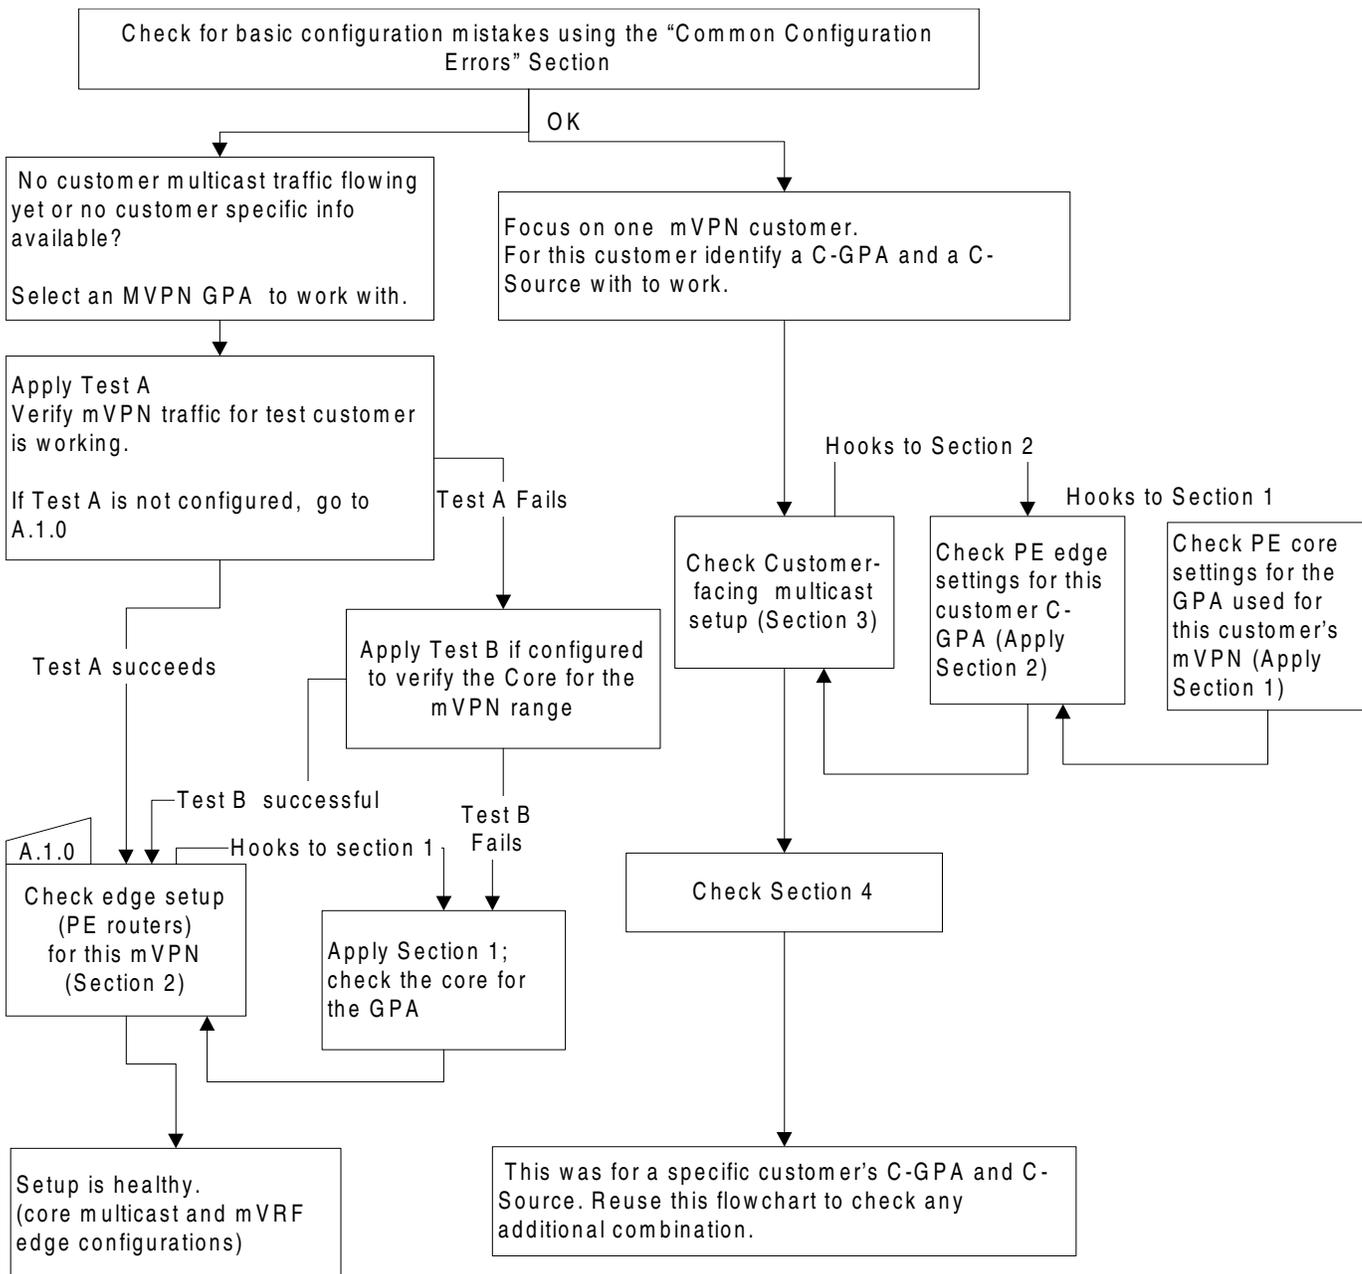 Check for basic configuration mistakes using the “Common Configuration
Errors” Section
OK
No customer multicast traffic flowing
yet or no customer specific info
available?
Select an MVPN GPA to work with.
Focus on one mVPN customer.
For this customer identify a C-GPA and a C-
Source with to work.
Apply Test A
Verify mVPN traffic for test customer
is working.
If Test A is not configured, go to
A.1.0
Test A Fails
Hooks to Section 2
Hooks to Section 1
Check Customer-
facing multicast
setup (Section 3)
Check PE edge
settings for this
customer C-
GPA (Apply
Section 2)
Check PE core
settings for the
GPA used for
this customer's
mVPN (Apply
Section 1)
Test A succeeds
Apply Test B if configured
to verify the Core for the
mVPN range
Test B successful
Test B
Fails
Hooks to section 1
A.1.0
Check edge setup
(PE routers)
for this mVPN
(Section 2)
Apply Section 1;
check the core for
the GPA
Check Section 4
Setup is healthy.
(core multicast and mVRF
edge configurations)
This was for a specific customer's C-GPA and C-
Source. Reuse this flowchart to check any
additional combination.